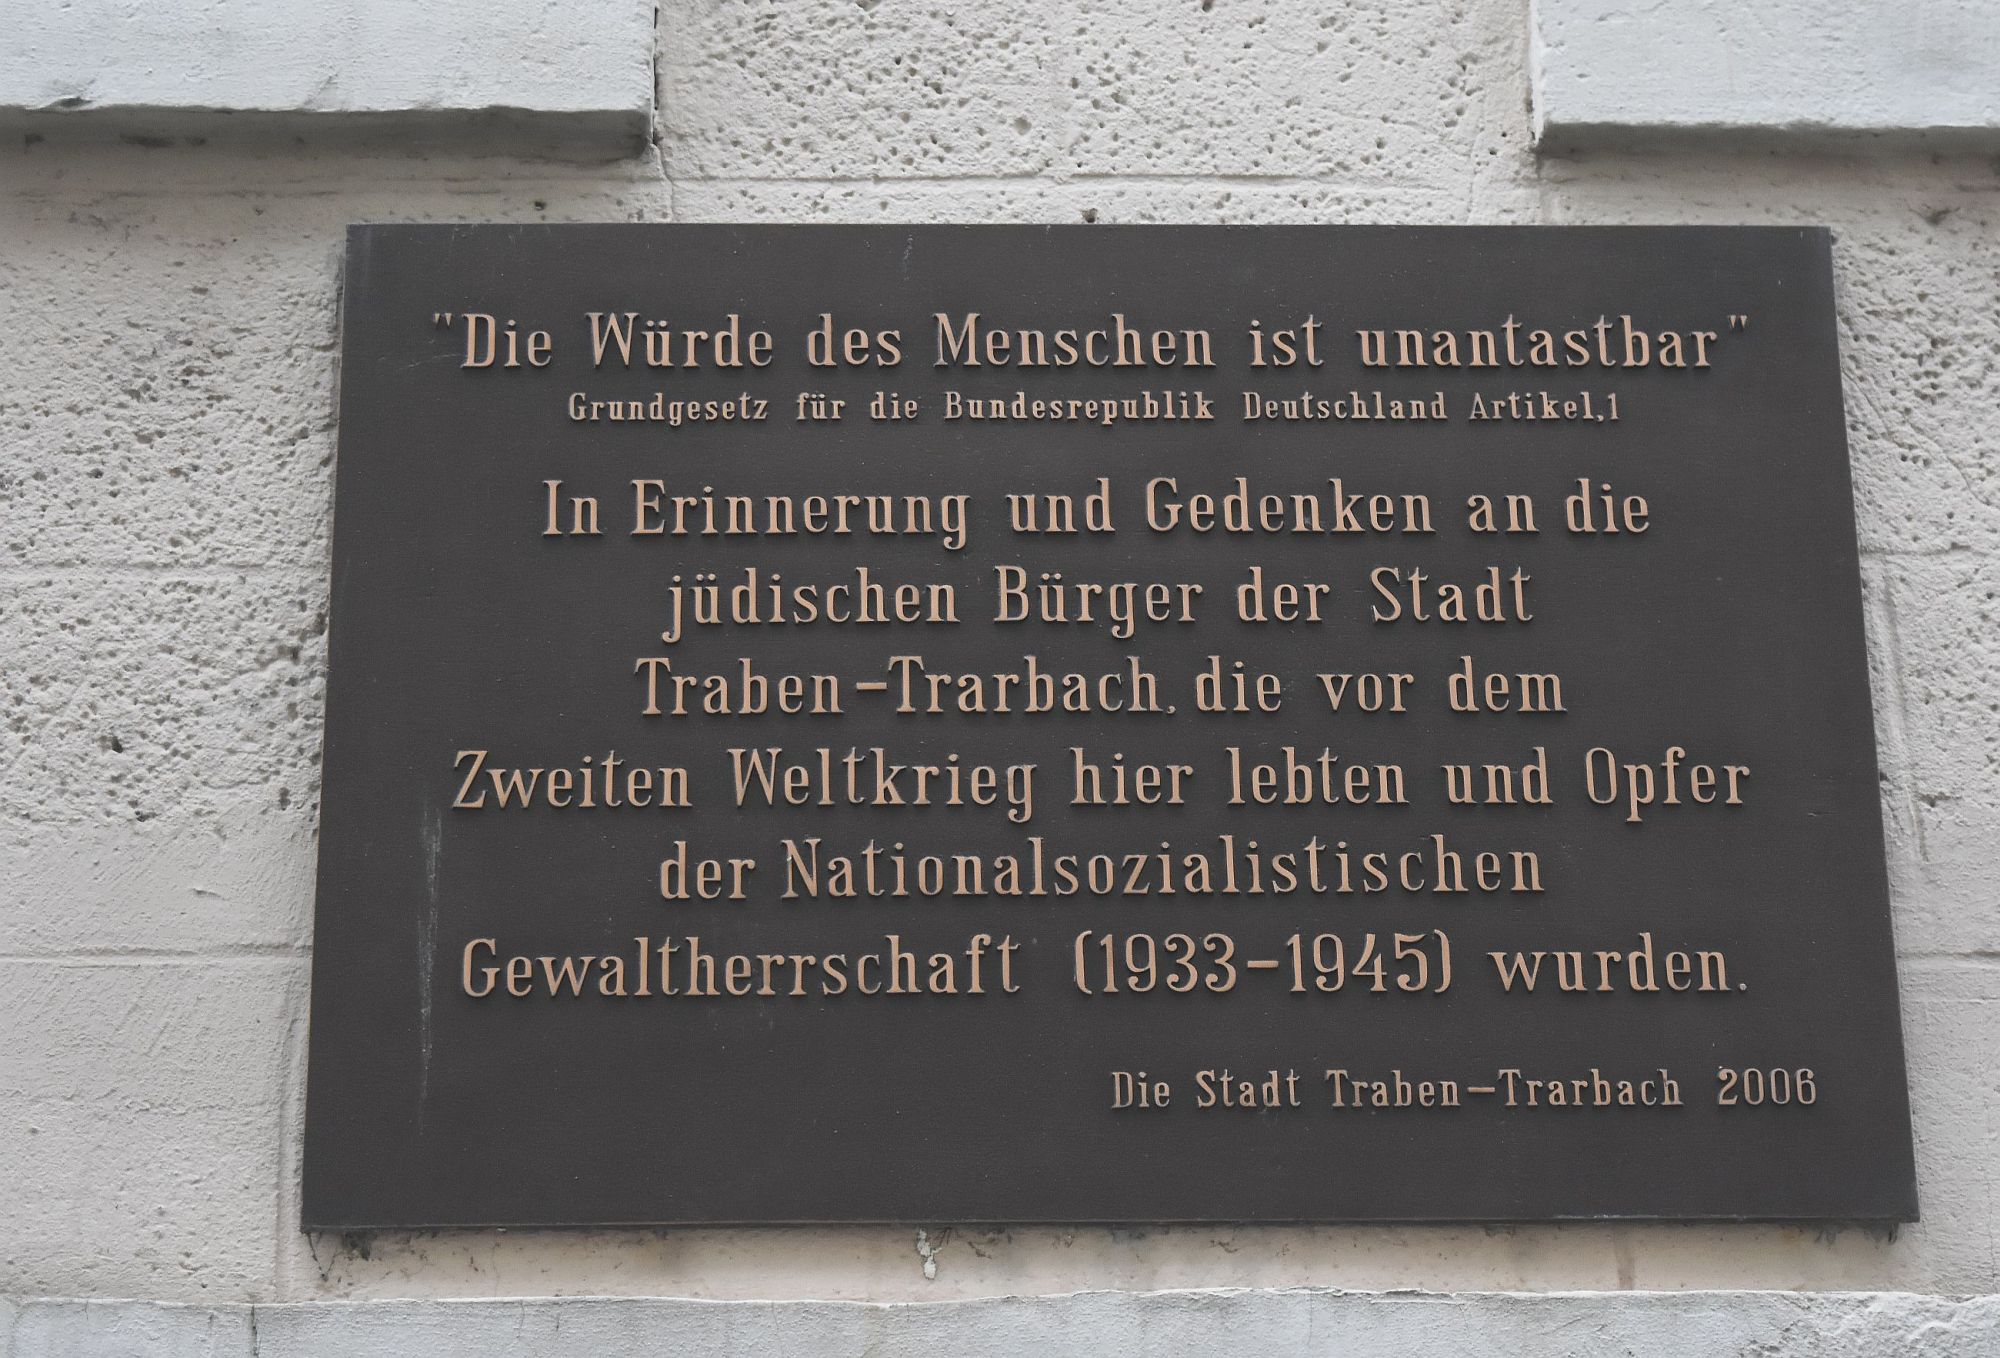 "Die Würde des Menschen ist unantastbar"
Grundgesetz für die Bundesrepublik Deutschland Artikel,1
In Erinnerung und Gedenken an die
jüdischen Bürger der Stadt
Traben-Trarbach, die vor dem
Zweiten Weltkrieg hier lebten und Opfer
der Nationalsozialistischen
Gewaltherrschaft (1933-1945) wurden.
Die Stadt Traben-Trarbach 2006